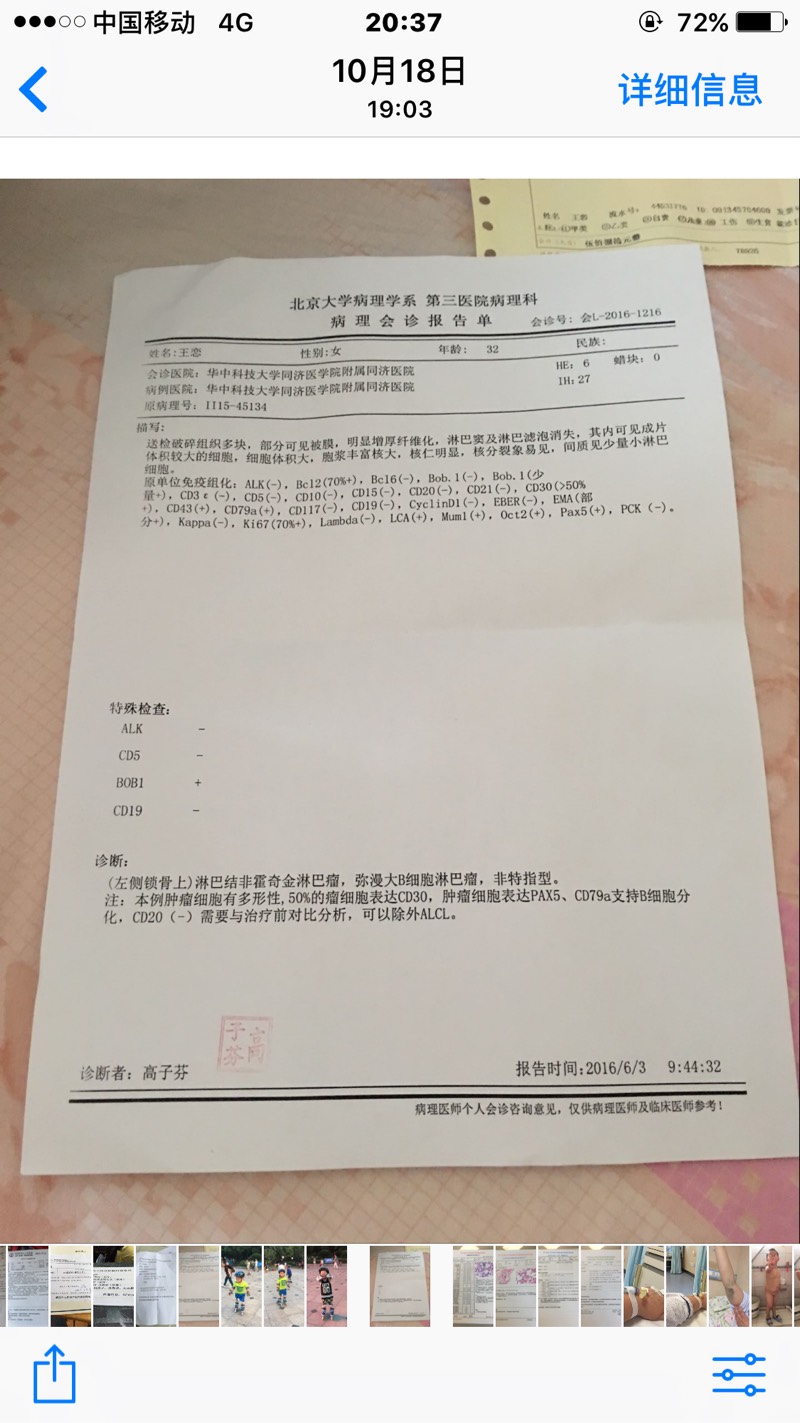 中国移动 4G 20:37 72%
10月18日
19:03
详细信息
姓名 王恋
伍佰圆
北京大学病理学系 第三医院病理科
病理会诊报告单 会诊号: 会L-2016-1216
姓名:王恋 性别:女 年龄: 32 民族:
会诊医院: 华中科技大学同济医学院附属同济医院 HE: 6 蜡块: 0
病例医院: 华中科技大学同济医学院附属同济医院 IH:27
原病理号: II15-45134
描写:
送检破碎组织多块, 部分可见被膜, 明显增厚纤维化, 淋巴窦及淋巴滤泡消失, 其内可见成片
体积较大的细胞, 细胞体积大, 胞浆丰富核大, 核仁明显, 核分裂象易见, 间质见少量小淋巴
细胞。
原单位免疫组化: ALK(-), Bcl2(70%+), Bcl6(-), Bob.1(-), Bob.1(少
量+), CD3ε(-), CD5(-), CD10(-), CD15(-), CD20(-), CD21(-), CD30(>50%
+), CD43(+), CD79a(+), CD117(-), CD19(-), CyclinD1(-), EBER(-), EMA(部
分+), Kappa(-), Ki67(70%+), Lambda(-), LCA(+), Mum1(+), Oct2(+), Pax5(+), PCK (-)。
特殊检查:
ALK -
CD5 -
BOB1 +
CD19 -
诊断:
(左侧锁骨上)淋巴结非霍奇金淋巴瘤, 弥漫大B细胞淋巴瘤, 非特指型。
注: 本例肿瘤细胞有多形性,50%的瘤细胞表达CD30, 肿瘤细胞表达PAX5、CD79a支持B细胞分
化, CD20 (-) 需要与治疗前对比分析, 可以除外ALCL。
高子芬
诊断者: 高子芬 报告时间:2016/6/3 9:44:32
病理医师个人会诊咨询意见, 仅供病理医师及临床医师参考!